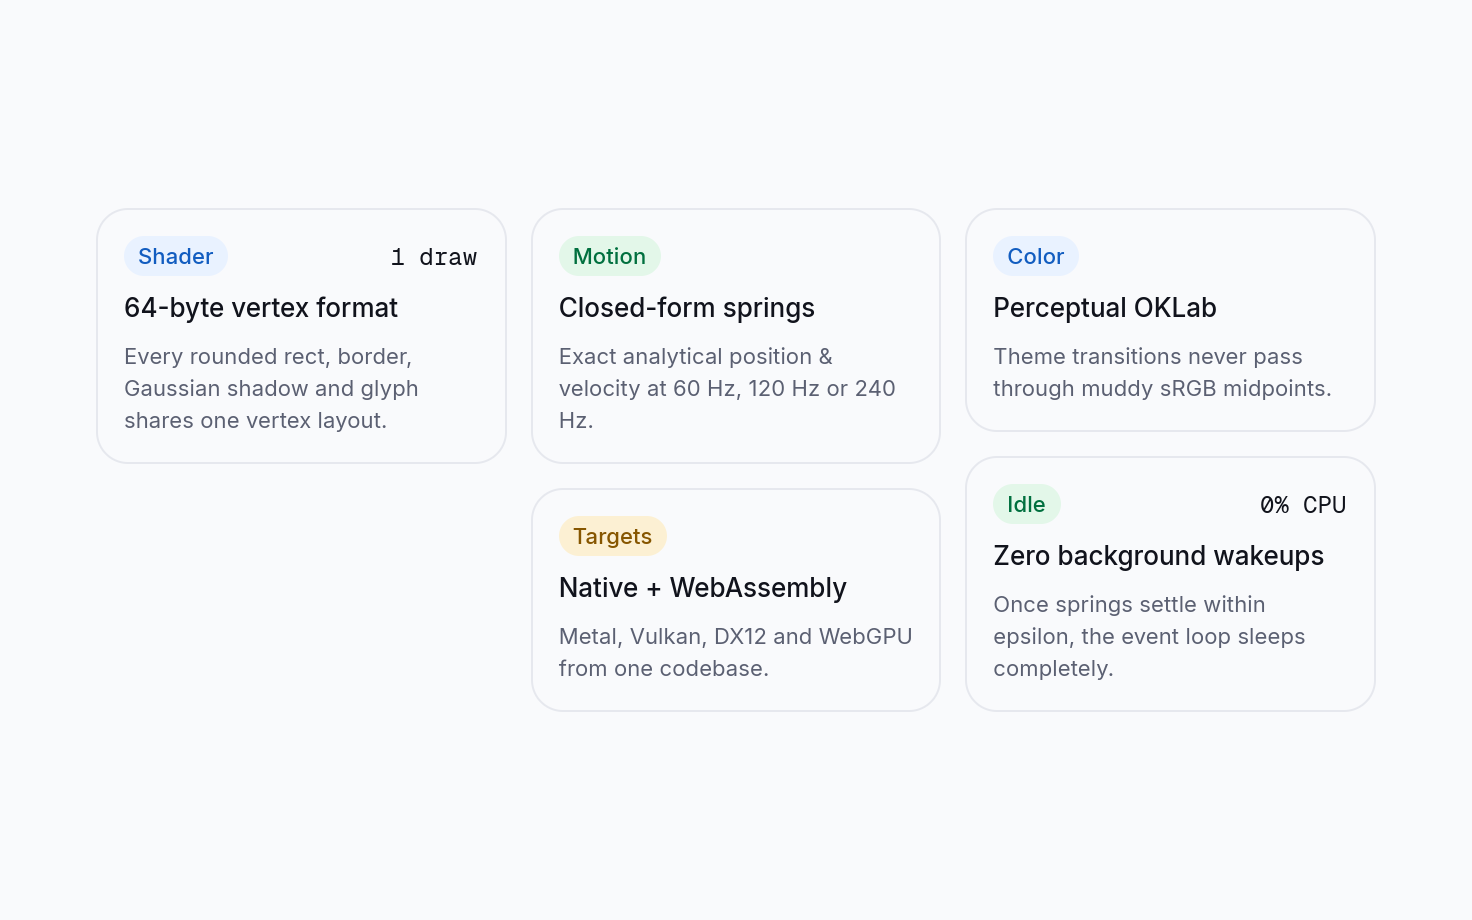 Shader
1 draw
64-byte vertex format
Every rounded rect, border,
Gaussian shadow and glyph
shares one vertex layout.
Motion
Closed-form springs
Exact analytical position &
velocity at 60 Hz, 120 Hz or 240
Hz.
Targets
Native + WebAssembly
Metal, Vulkan, DX12 and WebGPU
from one codebase.
Color
Perceptual OKLab
Theme transitions never pass
through muddy sRGB midpoints.
Idle
0% CPU
Zero background wakeups
Once springs settle within
epsilon, the event loop sleeps
completely.